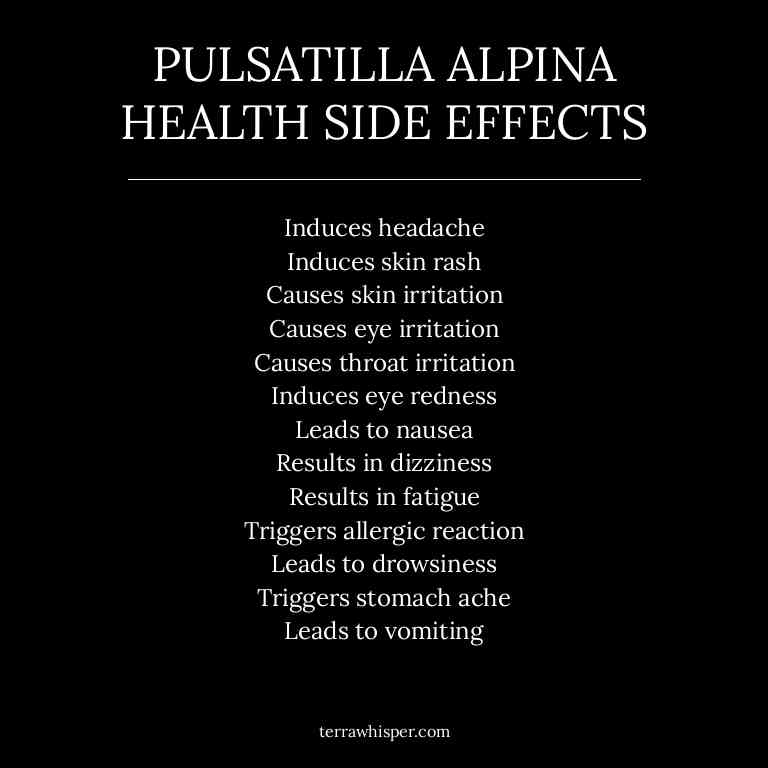 PULSATILLA ALPINA
HEALTH SIDE EFFECTS
Induces headache
Induces skin rash
Causes skin irritation
Causes eye irritation
Causes throat irritation
Induces eye redness
Leads to nausea
Results in dizziness
Results in fatigue
Triggers allergic reaction
Leads to drowsiness
Triggers stomach ache
Leads to vomiting
terrawhisper.com